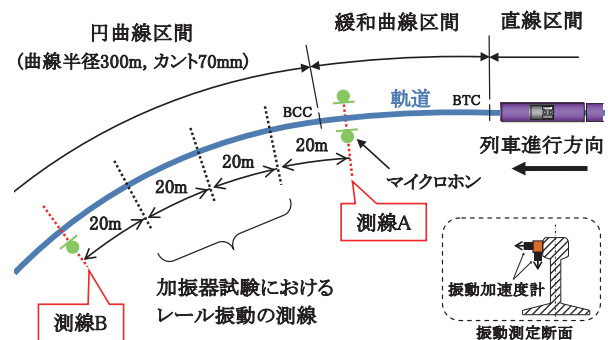 円曲線区間
(曲線半径300m, カント70mm)
緩和曲線区間
直線区間
BCC
軌道
BTC
列車進行方向
20m
20m
20m
20m
マイクロホン
測線A
加振器試験における
レール振動の測線
測線B
振動加速度計
振動測定断面